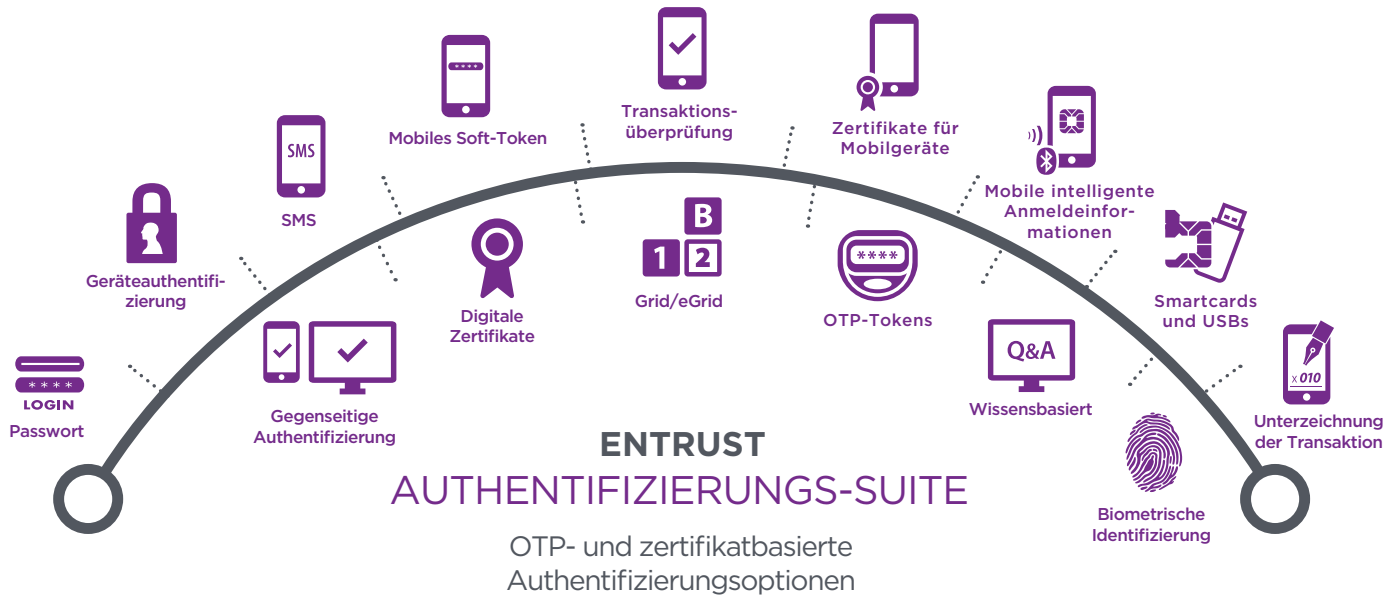 Mobiles Soft-Token
Transaktions-
überprüfung
Zertifikate für
Mobilgeräte
SMS
SMS
Mobile intelligente
Anmeldeinfor-
mationen
Geräteauthentifi-
zierung
Smartcards
und USBs
****
LOGIN
Passwort
x 010
Unterzeichnung
der Transaktion
Gegenseitige
Authentifizierung
Digitale
Zertifikate
B
1 2
Grid/eGrid
****
OTP-Tokens
Q&A
Wissensbasiert
Biometrische
Identifizierung
ENTRUST
AUTHENTIFIZIERUNGS-SUITE
OTP- und zertifikatbasierte
Authentifizierungsoptionen